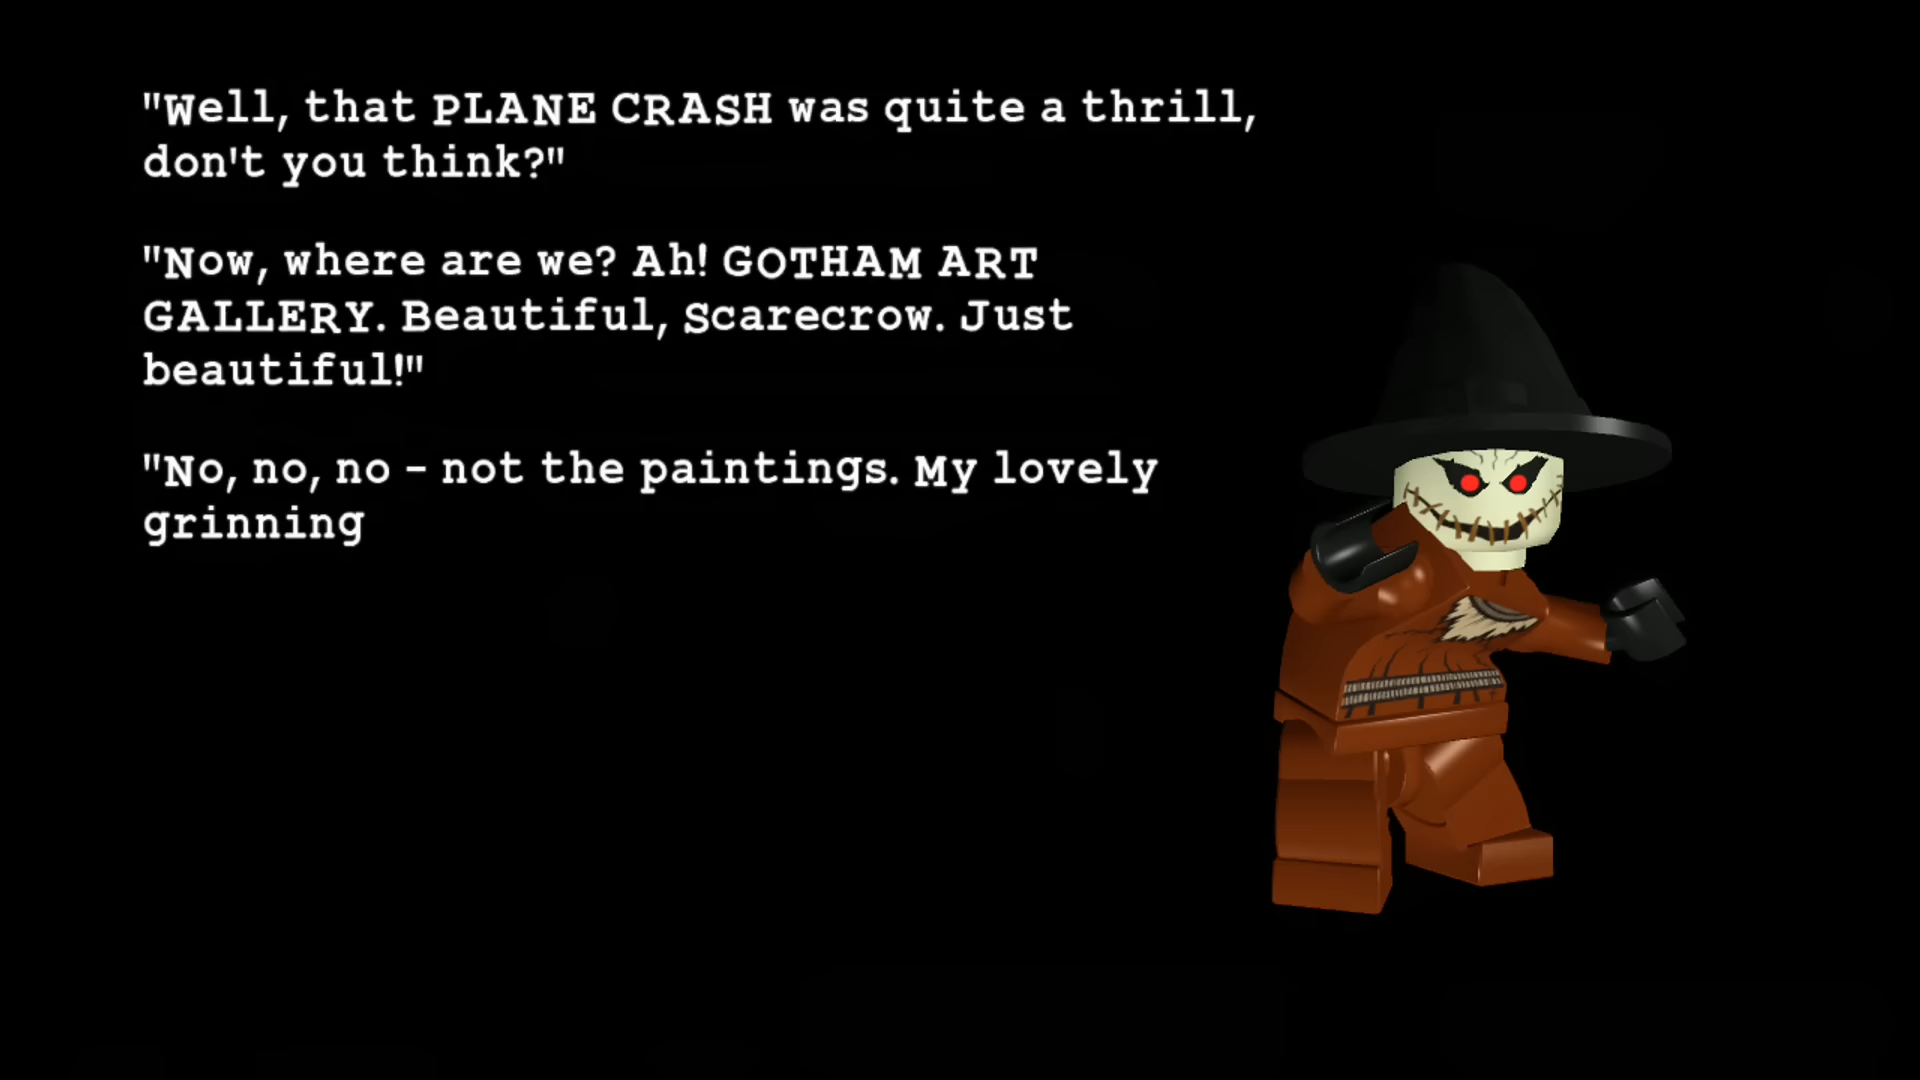 "Well, that PLANE CRASH was quite a thrill,
don't you think?"
"Now, where are we? Ah! GOTHAM ART
GALLERY. Beautiful, Scarecrow. Just
beautiful!"
"No, no, no - not the paintings. My lovely
grinning